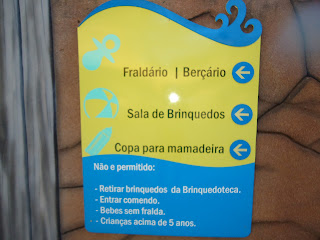 Fraldário | Berçário
Sala de Brinquedos
Copa para mamadeira
Não e permitido:
- Retirar brinquedos da Brinquedoteca.
- Entrar comendo.
- Bebes sem fralda.
- Crianças acima de 5 anos.